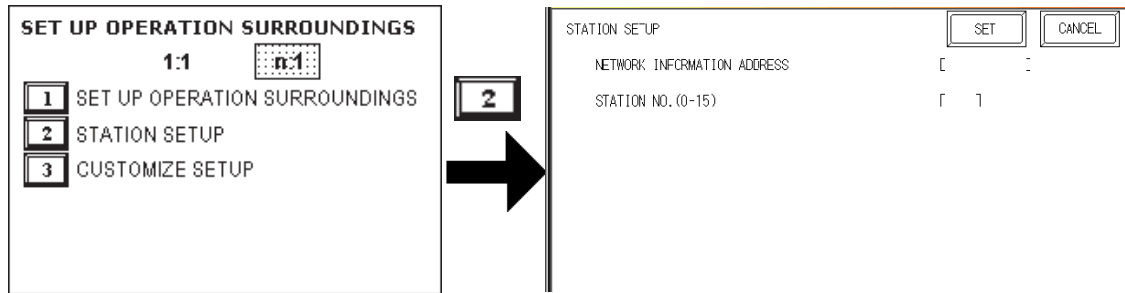 SET UP OPERATION SURROUNDINGS
1:1 n:1
1 SET UP OPERATION SURROUNDINGS
2 STATION SETUP
3 CUSTOMIZE SETUP
2
STATION SETUP SET CANCEL
NETWORK INFORMATION ADDRESS [ ]
STATION NO.(0-15) [ ]